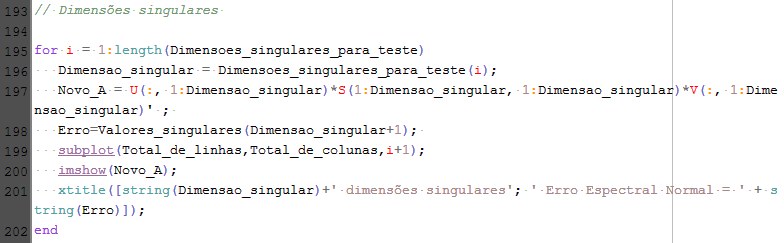 193 // Dimensões singulares
194
195 for i = 1:length(Dimensoes_singulares_para_teste)
196 Dimensao_singular = Dimensoes_singulares_para_teste(i);
197 Novo_A = U(:, 1:Dimensao_singular)*S(1:Dimensao_singular, 1:Dimensao_singular)*V(:, 1:Dime
nsao_singular)' ;
198 Erro=Valores_singulares(Dimensao_singular+1);
199 subplot(Total_de_linhas,Total_de_colunas,i+1);
200 imshow(Novo_A);
201 xtitle([string(Dimensao_singular)+' dimensões singulares'; ' Erro Espectral Normal = ' + s
tring(Erro)]);
202 end